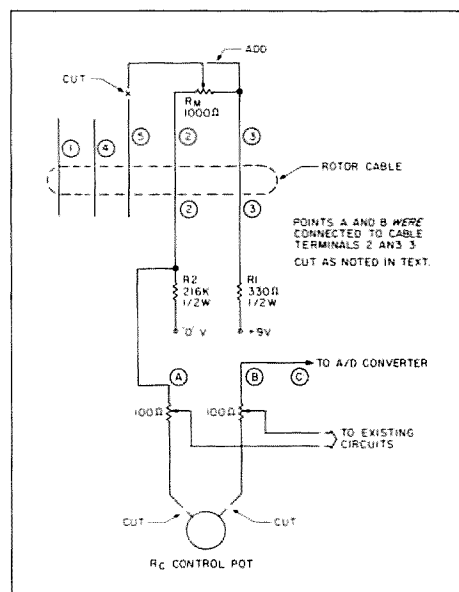 ADD
CUT
RM
1000Ω
1
4
5
2
3
ROTOR CABLE
2
3
POINTS A AND B WERE
CONNECTED TO CABLE
TERMINALS 2 AN3 3
CUT AS NOTED IN TEXT.
R2
216K
1/2W
R1
330Ω
1/2W
"0" V
+9V
TO A/D CONVERTER
A
B
C
100Ω
100Ω
TO EXISTING
CIRCUITS
CUT
CUT
RC CONTROL POT